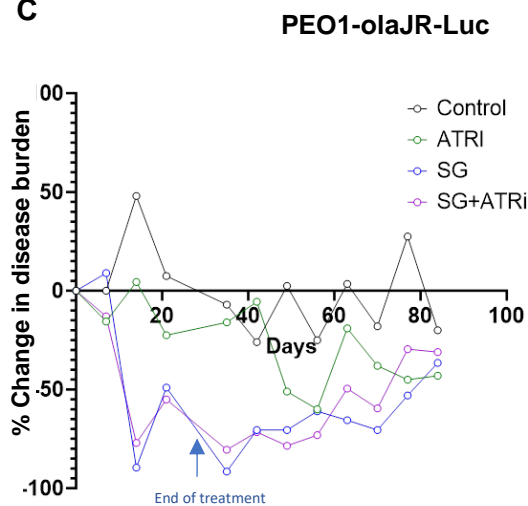 C
PEO1-olaJR-Luc
% Change in disease burden
00
50
0
-50
-100
20
40
60
80
100
Days
Control
ATRI
SG
SG+ATRi
End of treatment